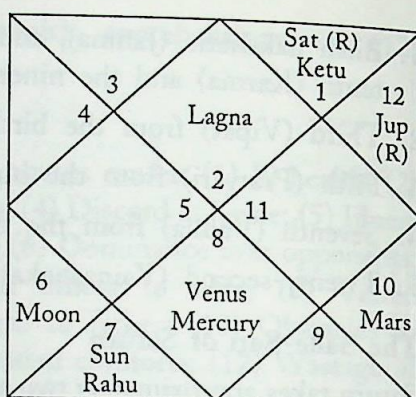 Sat (R)
Ketu
3
1
12
4
Lagna
Jup
(R)
2
5
11
8
6
Moon
Venus
Mercury
10
Mars
7
9
Sun
Rahu